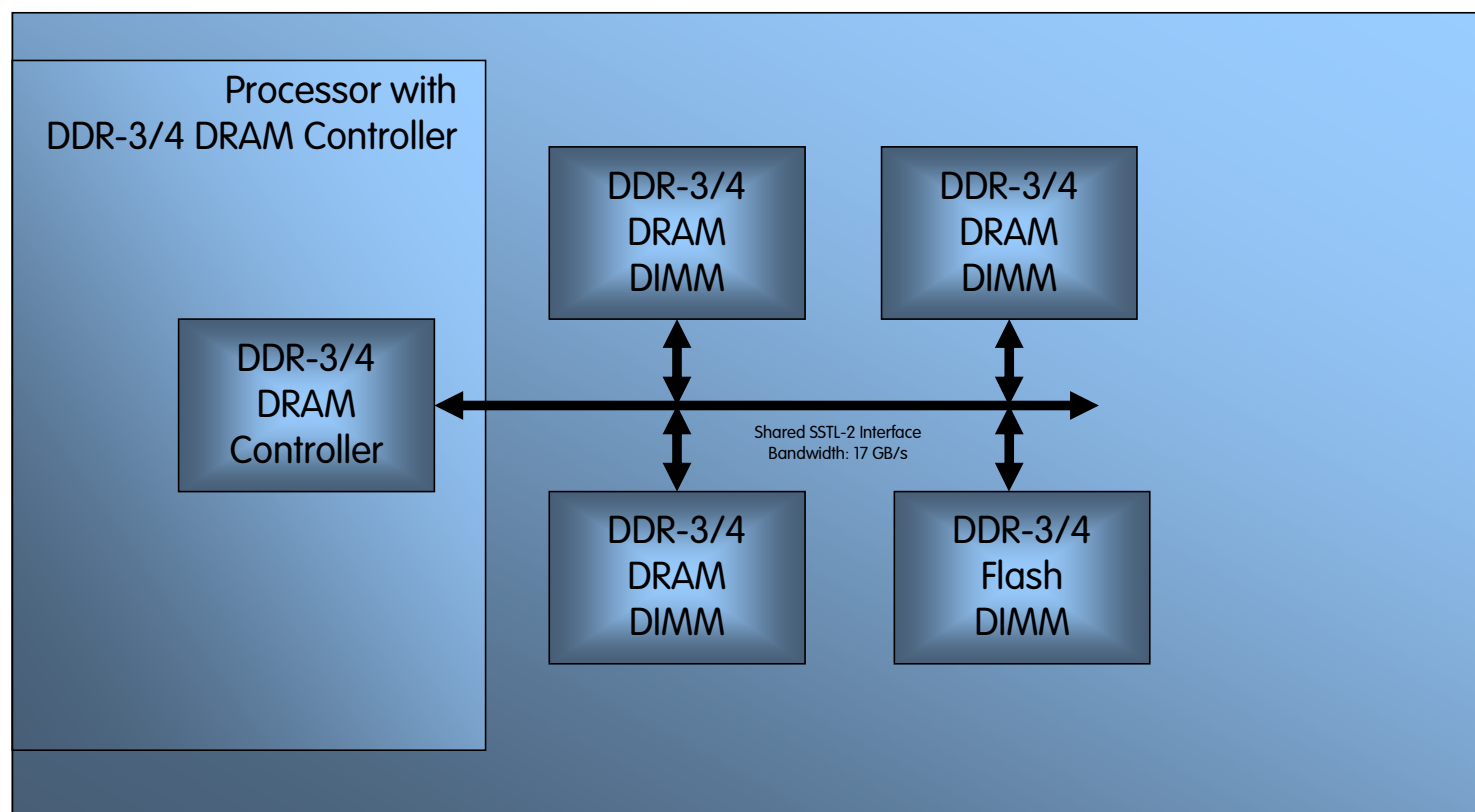 Processor with
DDR-3/4 DRAM Controller
DDR-3/4
DRAM
Controller
DDR-3/4
DRAM
DIMM
DDR-3/4
DRAM
DIMM
Shared SSTL-2 Interface
Bandwidth: 17 GB/s
DDR-3/4
DRAM
DIMM
DDR-3/4
Flash
DIMM